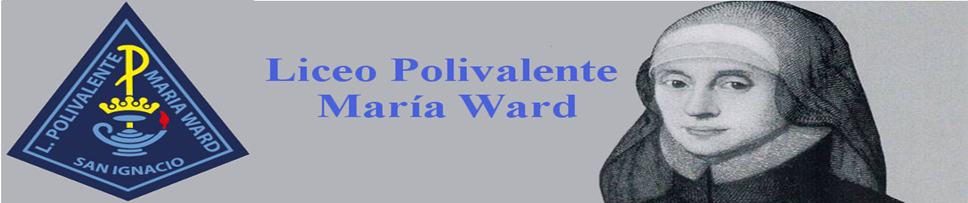 L. POLIVALENTE
MARIA WARD
SAN IGNACIO
Liceo Polivalente
María Ward